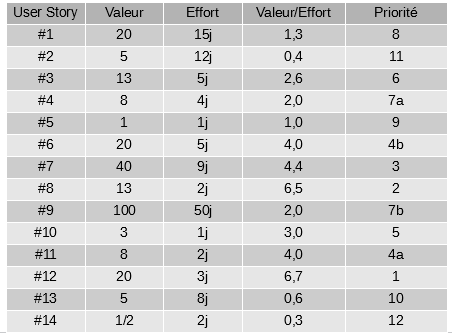 User Story Valeur Effort Valeur/Effort Priorité
#1 20 15j 1,3 8
#2 5 12j 0,4 11
#3 13 5j 2,6 6
#4 8 4j 2,0 7a
#5 1 1j 1,0 9
#6 20 5j 4,0 4b
#7 40 9j 4,4 3
#8 13 2j 6,5 2
#9 100 50j 2,0 7b
#10 3 1j 3,0 5
#11 8 2j 4,0 4a
#12 20 3j 6,7 1
#13 5 8j 0,6 10
#14 1/2 2j 0,3 12